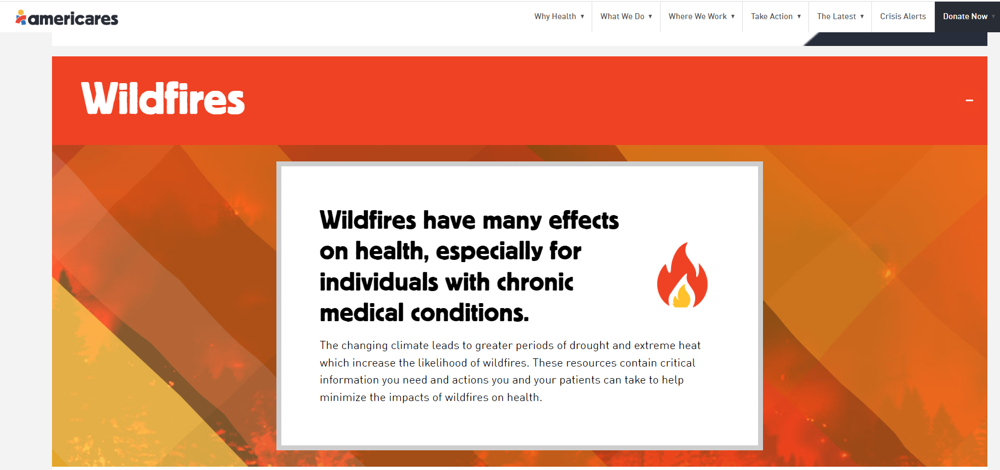 americares
Why Health
What We Do
Where We Work
Take Action
The Latest
Crisis Alerts
Donate Now
Wildfires
Wildfires have many effects
on health, especially for
individuals with chronic
medical conditions.
The changing climate leads to greater periods of drought and extreme heat
which increase the likelihood of wildfires. These resources contain critical
information you need and actions you and your patients can take to help
minimize the impacts of wildfires on health.